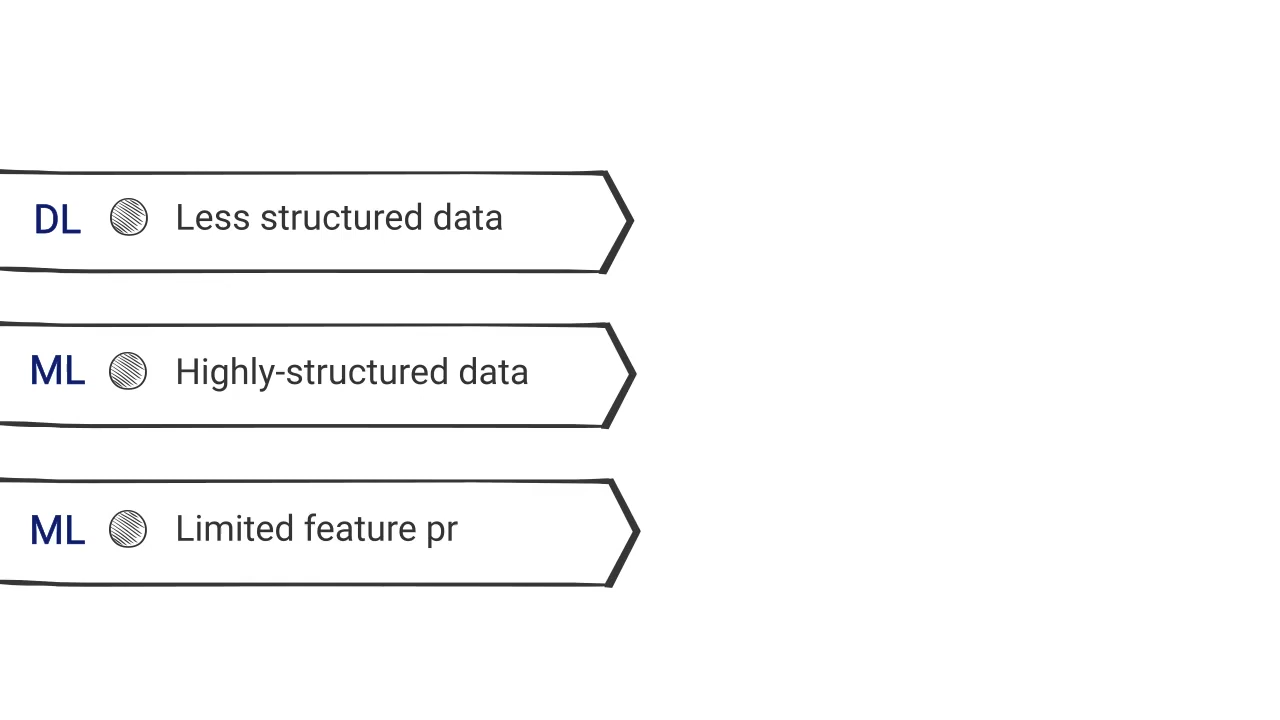 DL Less structured data
ML Highly-structured data
ML Limited feature pr